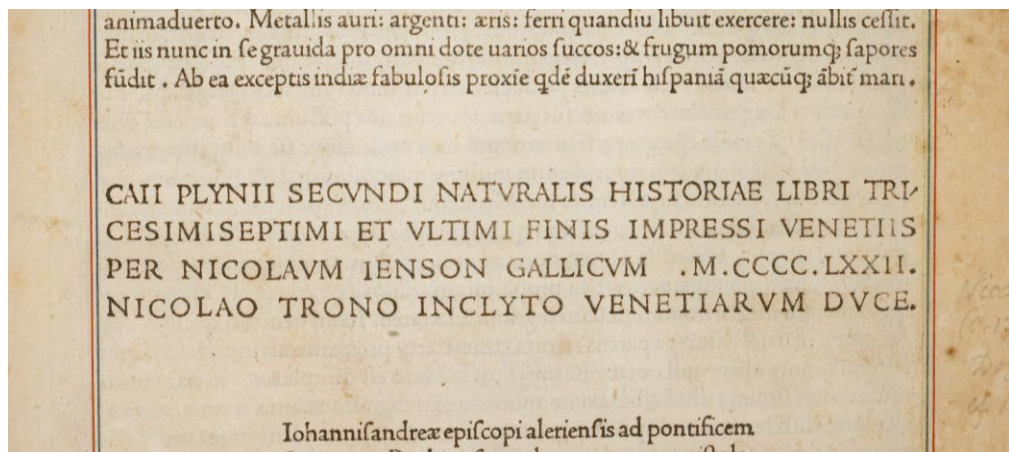 animaduerto. Metallis auri: argenti: æris: ferri quandiu libuit exercere: nullis ceſſit.
Et iis nunc in ſe grauida pro omni dote uarios ſuccos: & frugum pomorumq; ſapores
fūdit . Ab ea exceptis indiæ fabuloſis proxīe qdē duxerī hiſpaniā quæcūq; ābit mari .
CAII PLYNII SECVNDI NATVRALIS HISTORIAE LIBRI TRI-
CESIMISEPTIMI ET VLTIMI FINIS IMPRESSI VENETIIS
PER NICOLAVM IENSON GALLICVM .M.CCCC.LXXII.
NICOLAO TRONO INCLYTO VENETIARVM DVCE.
Iohannisandreæ epiſcopi alerienſis ad pontificem